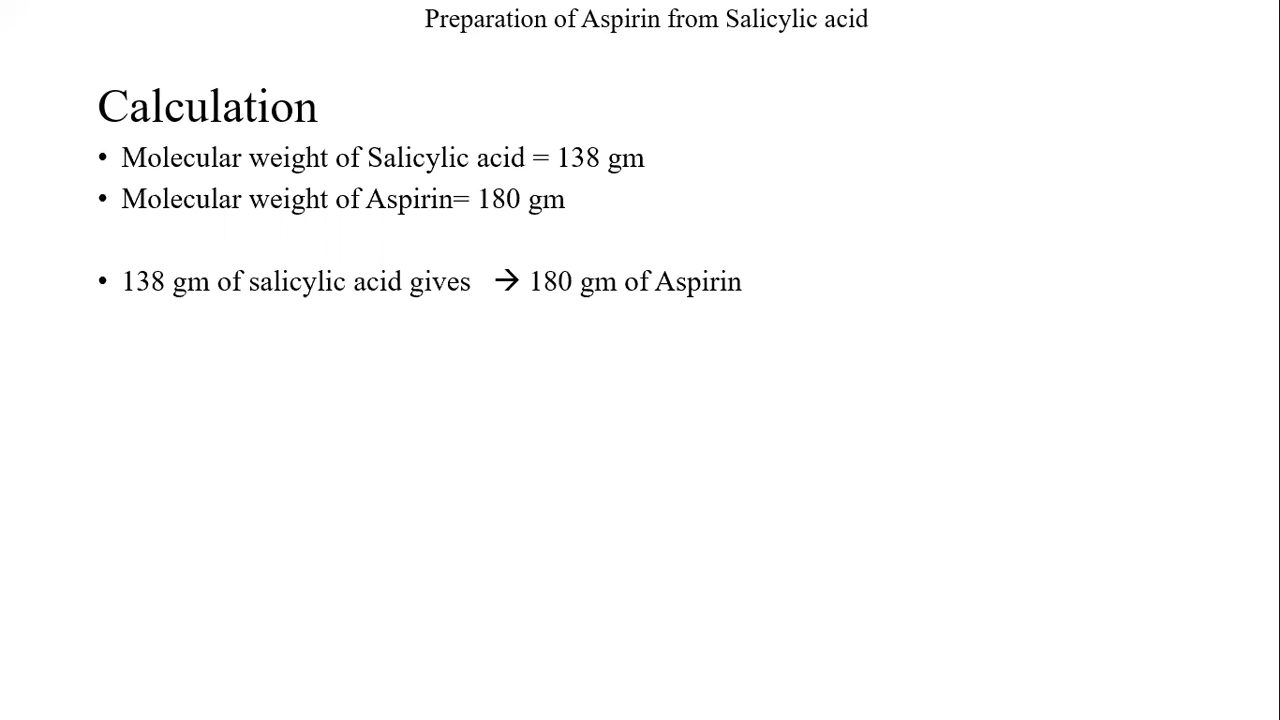 Preparation of Aspirin from Salicylic acid
Calculation
• Molecular weight of Salicylic acid = 138 gm
• Molecular weight of Aspirin= 180 gm
• 138 gm of salicylic acid gives → 180 gm of Aspirin